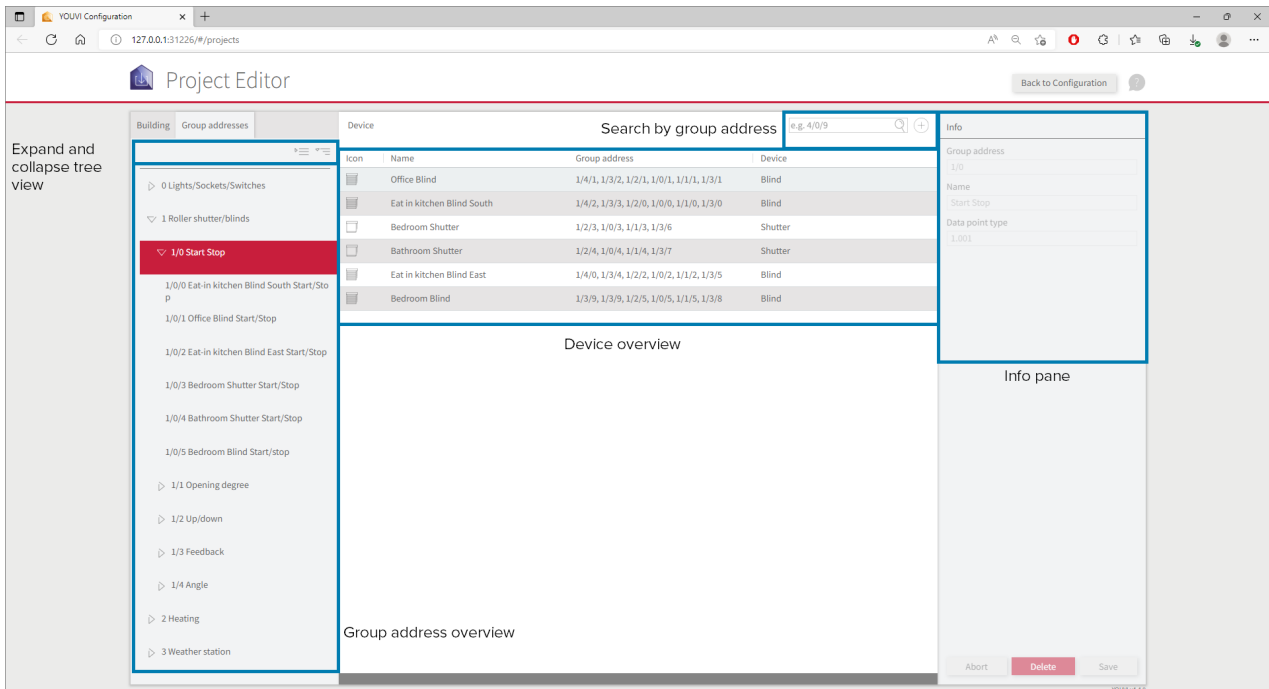 YOUVI Configuration
127.0.0.1:31226/#/projects
Project Editor
Back to Configuration
?
Building
Group addresses
Device
Search by group address
e.g. 4/0/9
Info
Expand and
collapse tree
view
Icon
Name
Group address
Device
Group address
1/0
Name
Start Stop
Data point type
1.001
0 Lights/Sockets/Switches
1 Roller shutter/blinds
1/0 Start Stop
1/0/0 Eat-in kitchen Blind South Start/Sto
p
1/0/1 Office Blind Start/Stop
1/0/2 Eat-in kitchen Blind East Start/Stop
1/0/3 Bedroom Shutter Start/Stop
1/0/4 Bathroom Shutter Start/Stop
1/0/5 Bedroom Blind Start/stop
1/1 Opening degree
1/2 Up/down
1/3 Feedback
1/4 Angle
2 Heating
3 Weather station
Office Blind 1/4/1, 1/3/2, 1/2/1, 1/0/1, 1/1/1, 1/3/1 Blind
Eat in kitchen Blind South 1/4/2, 1/3/3, 1/2/0, 1/0/0, 1/1/0, 1/3/0 Blind
Bedroom Shutter 1/2/3, 1/0/3, 1/1/3, 1/3/6 Shutter
Bathroom Shutter 1/2/4, 1/0/4, 1/1/4, 1/3/7 Shutter
Eat in kitchen Blind East 1/4/0, 1/3/4, 1/2/2, 1/0/2, 1/1/2, 1/3/5 Blind
Bedroom Blind 1/3/9, 1/3/9, 1/2/5, 1/0/5, 1/1/5, 1/3/8 Blind
Device overview
Info pane
Group address overview
Abort
Delete
Save